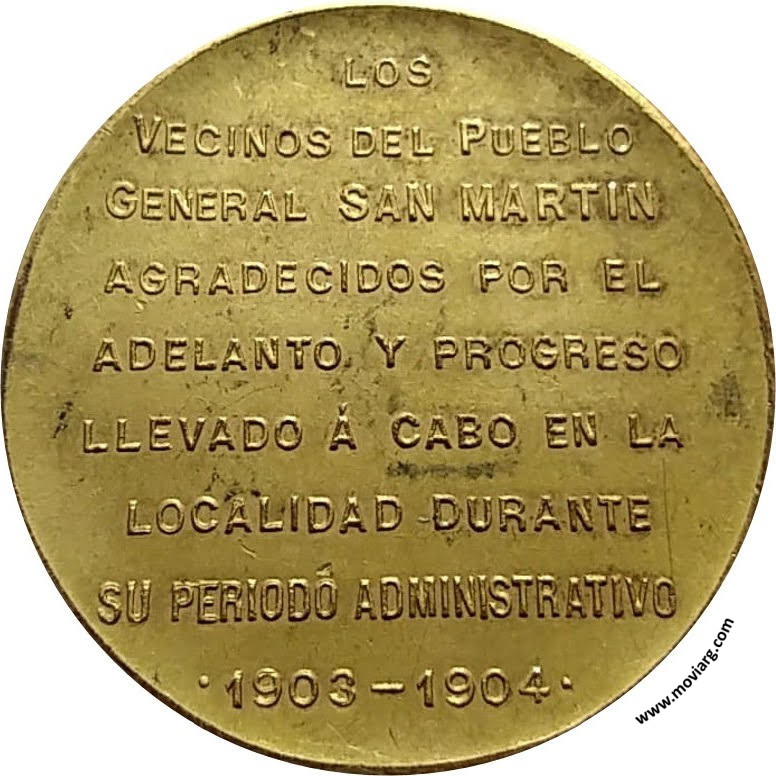 LOS
VECINOS DEL PUEBLO
GENERAL SAN MARTIN
AGRADECIDOS POR EL
ADELANTO Y PROGRESO
LLEVADO Á CABO EN LA
LOCALIDAD DURANTE
SU PERIODÓ ADMINISTRATIVO
· 1903 – 1904 ·
www.moviarg.com